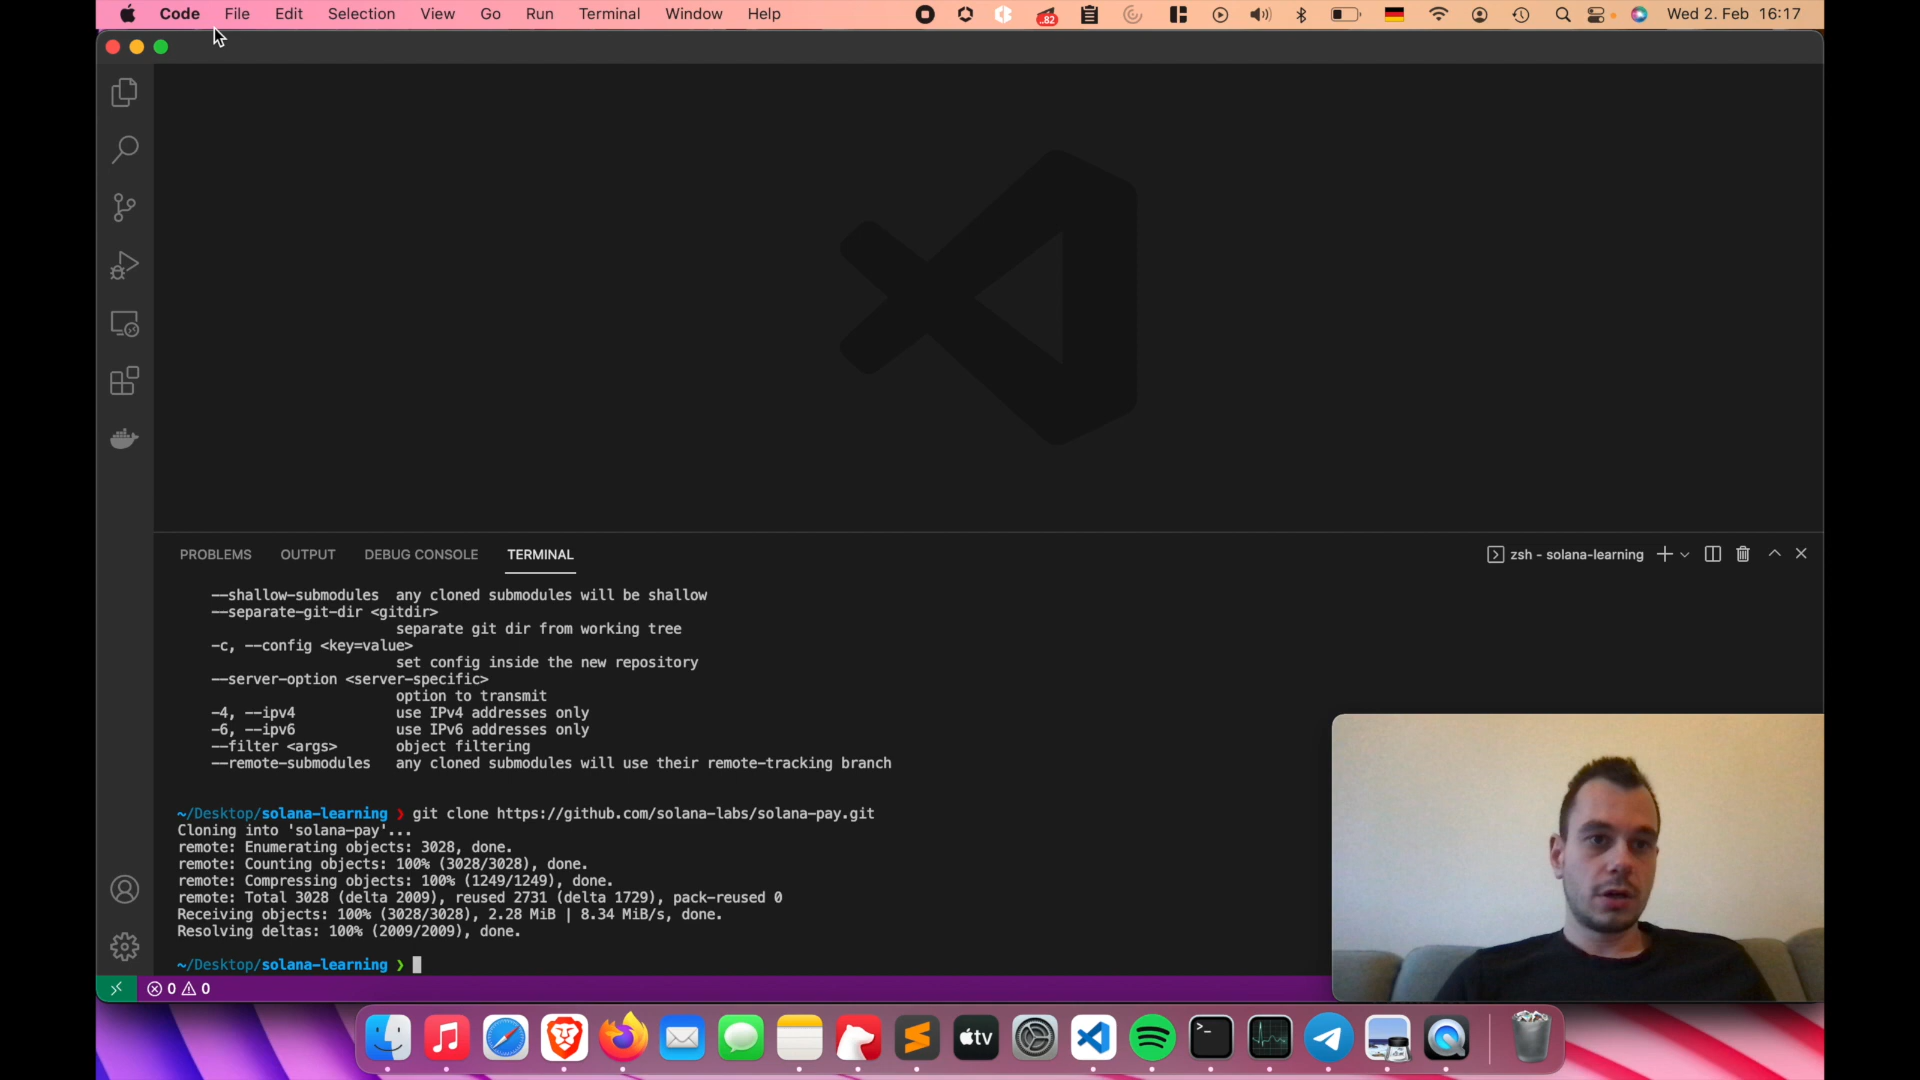 Code File Edit Selection View Go Run Terminal Window Help
..82
Wed 2. Feb 16:17
PROBLEMS OUTPUT DEBUG CONSOLE TERMINAL
zsh - solana-learning
--shallow-submodules any cloned submodules will be shallow
--separate-git-dir <gitdir>
separate git dir from working tree
-c, --config <key=value>
set config inside the new repository
--server-option <server-specific>
option to transmit
-4, --ipv4 use IPv4 addresses only
-6, --ipv6 use IPv6 addresses only
--filter <args> object filtering
--remote-submodules any cloned submodules will use their remote-tracking branch
~/Desktop/solana-learning ❯ git clone https://github.com/solana-labs/solana-pay.git
Cloning into 'solana-pay'...
remote: Enumerating objects: 3028, done.
remote: Counting objects: 100% (3028/3028), done.
remote: Compressing objects: 100% (1249/1249), done.
remote: Total 3028 (delta 2009), reused 2731 (delta 1729), pack-reused 0
Receiving objects: 100% (3028/3028), 2.28 MiB | 8.34 MiB/s, done.
Resolving deltas: 100% (2009/2009), done.
~/Desktop/solana-learning ❯
0 0
tv